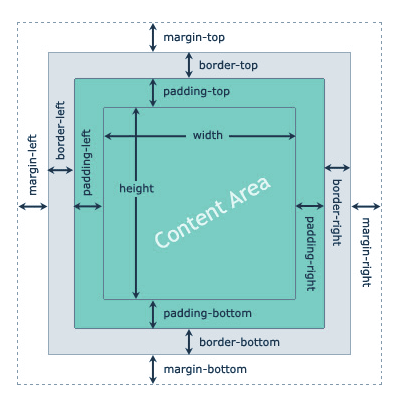 margin-top
border-top
padding-top
width
height
Content Area
margin-left
border-left
padding-left
padding-right
border-right
margin-right
padding-bottom
border-bottom
margin-bottom